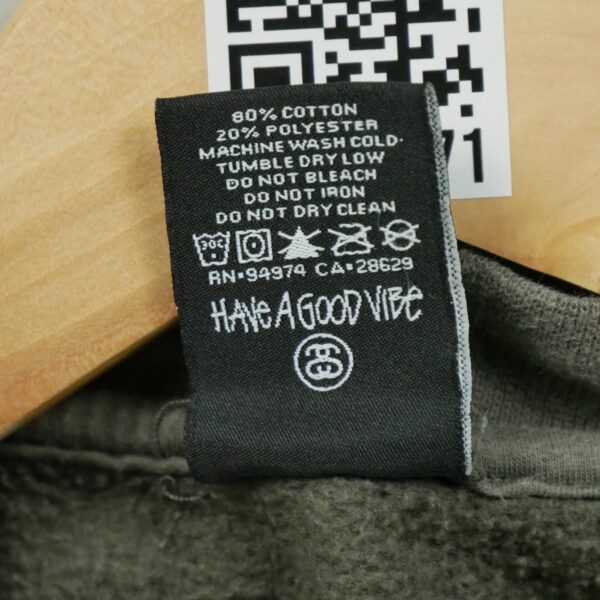 71
80% COTTON
20% POLYESTER
MACHINE WASH COLD·
TUMBLE DRY LOW
DO NOT BLEACH
DO NOT IRON
DO NOT DRY CLEAN
30C
RN·94974 CA·28629
HAVE A GOOD VIBE